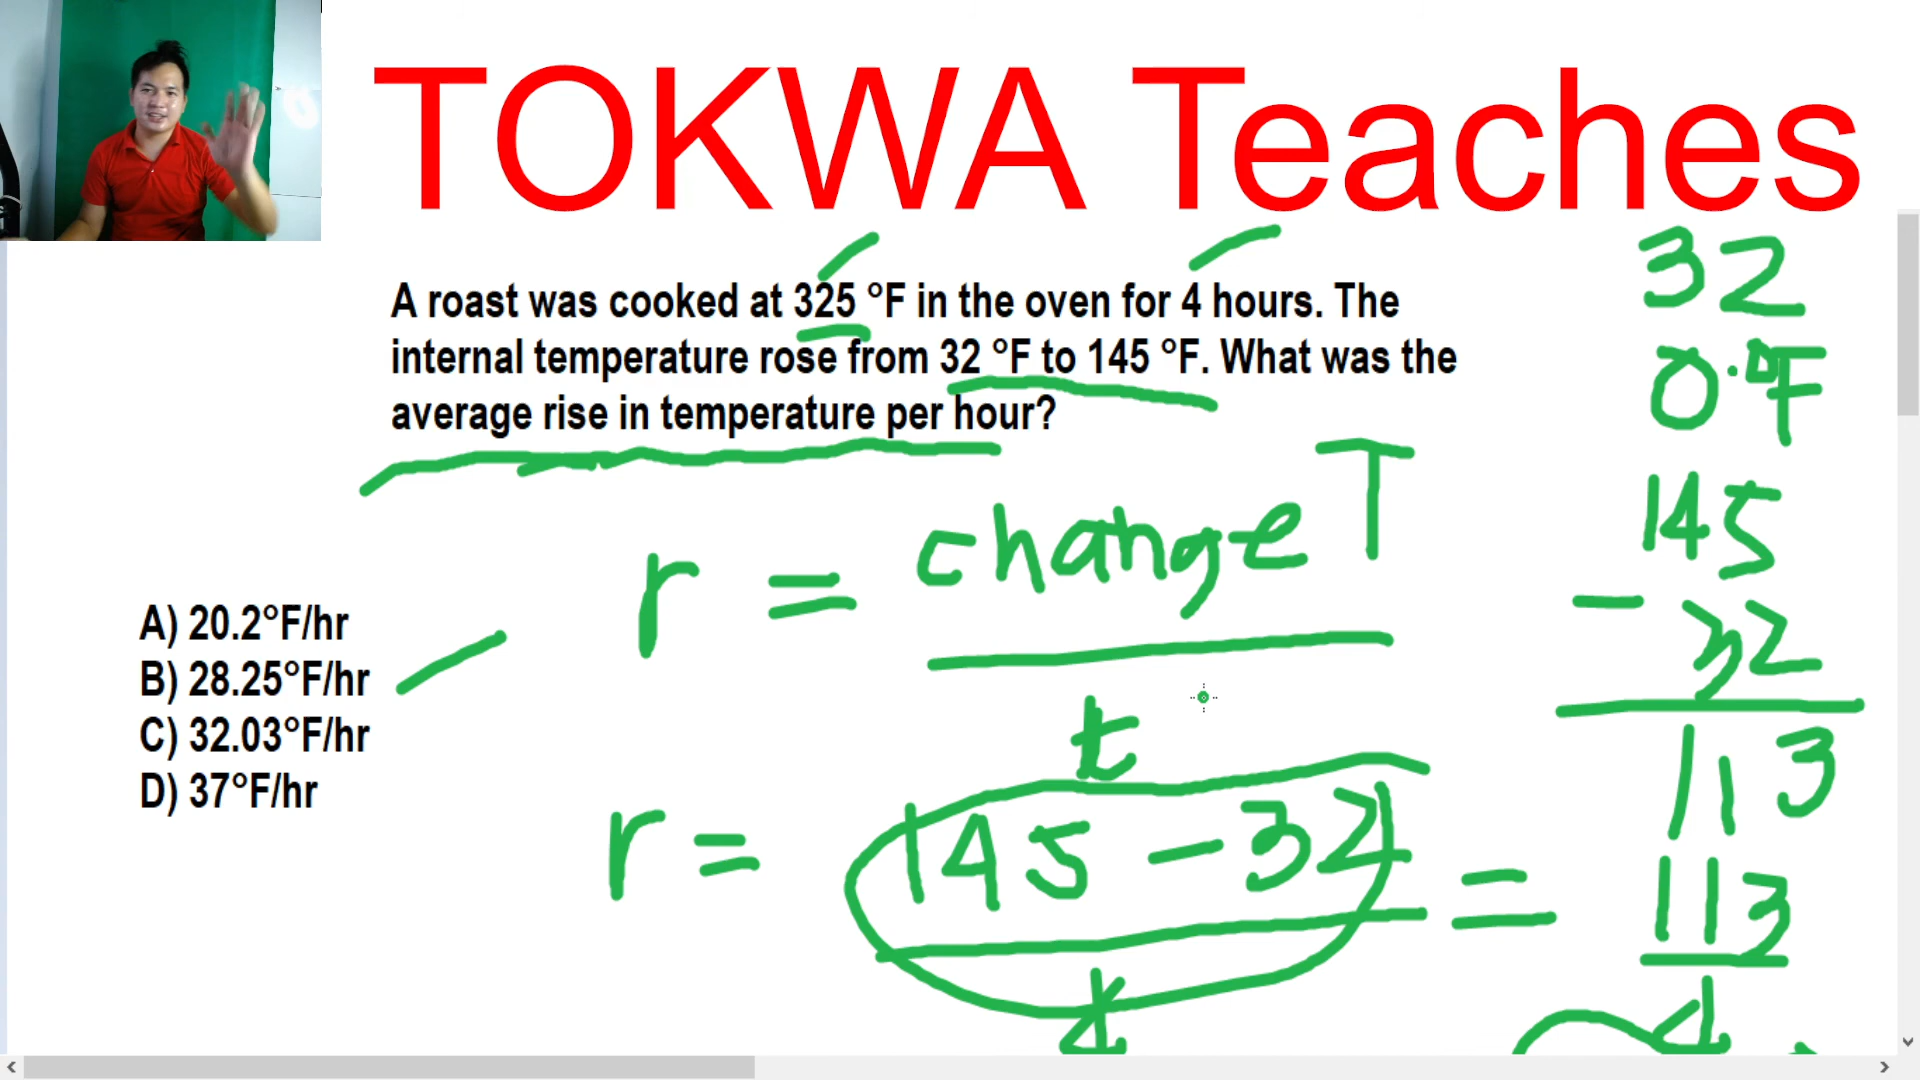 TOKWA Teaches
A roast was cooked at 325 °F in the oven for 4 hours. The
internal temperature rose from 32 °F to 145 °F. What was the
average rise in temperature per hour?
A) 20.2°F/hr
B) 28.25°F/hr
C) 32.03°F/hr
D) 37°F/hr
r = change T
t
r = 145 - 32
4
= 113
4
32
0.°F
145
- 32
113